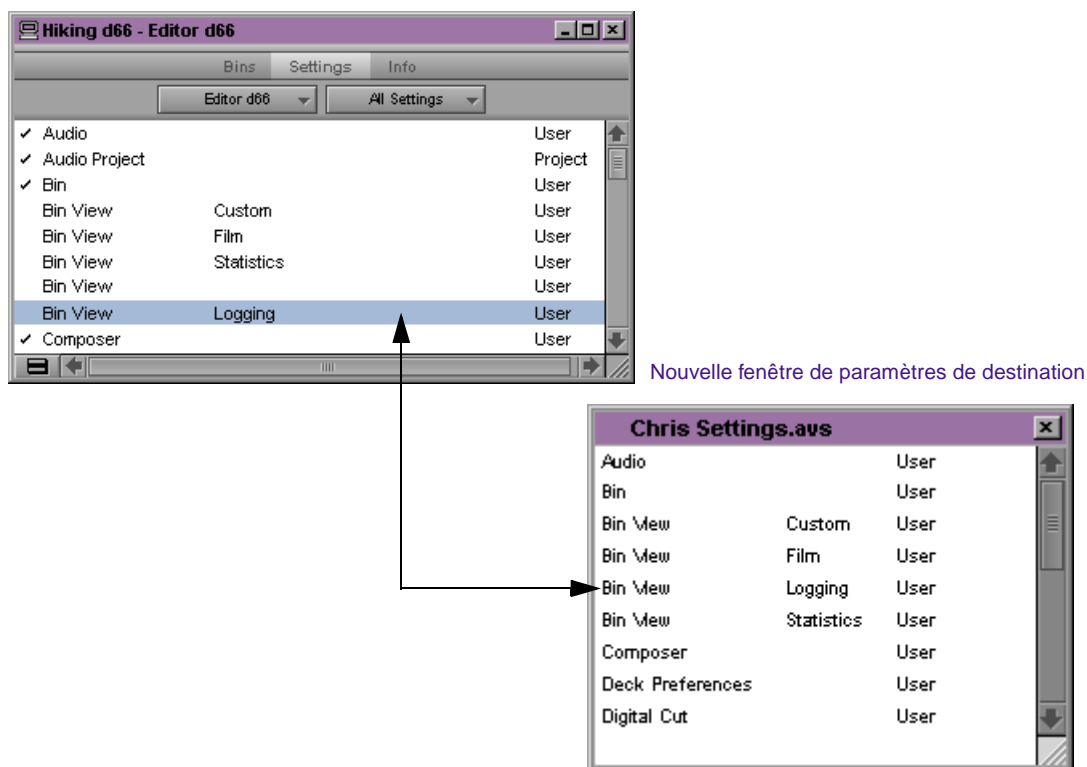 Hiking d66 - Editor d66
Bins Settings Info
Editor d66 All Settings
✓ Audio User
✓ Audio Project Project
✓ Bin User
Bin View Custom User
Bin View Film User
Bin View Statistics User
Bin View User
Bin View Logging User
✓ Composer User
Nouvelle fenêtre de paramètres de destination
Chris Settings.avs
Audio User
Bin User
Bin View Custom User
Bin View Film User
Bin View Logging User
Bin View Statistics User
Composer User
Deck Preferences User
Digital Cut User